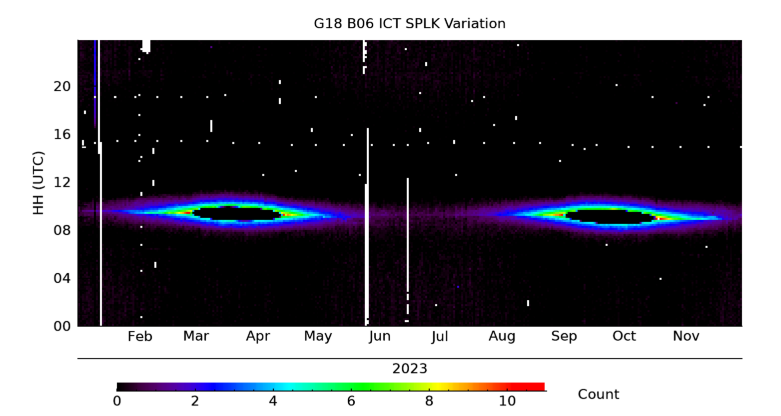 G18 B06 ICT SPLK Variation
HH (UTC)
20
16
12
08
04
00
Feb Mar Apr May Jun Jul Aug Sep Oct Nov
2023
0 2 4 6 8 10 Count